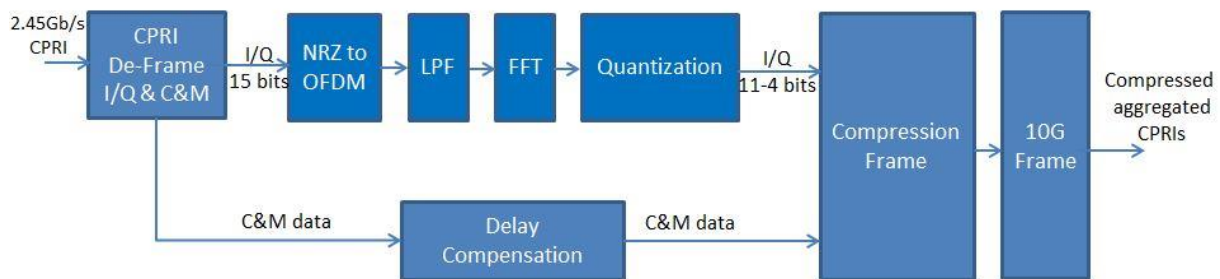 2.45Gb/s
CPRI
CPRI
De-Frame
I/Q & C&M
I/Q
15 bits
NRZ to
OFDM
LPF
FFT
Quantization
I/Q
11-4 bits
Compression
Frame
10G
Frame
Compressed
aggregated
CPRIs
C&M data
Delay
Compensation
C&M data